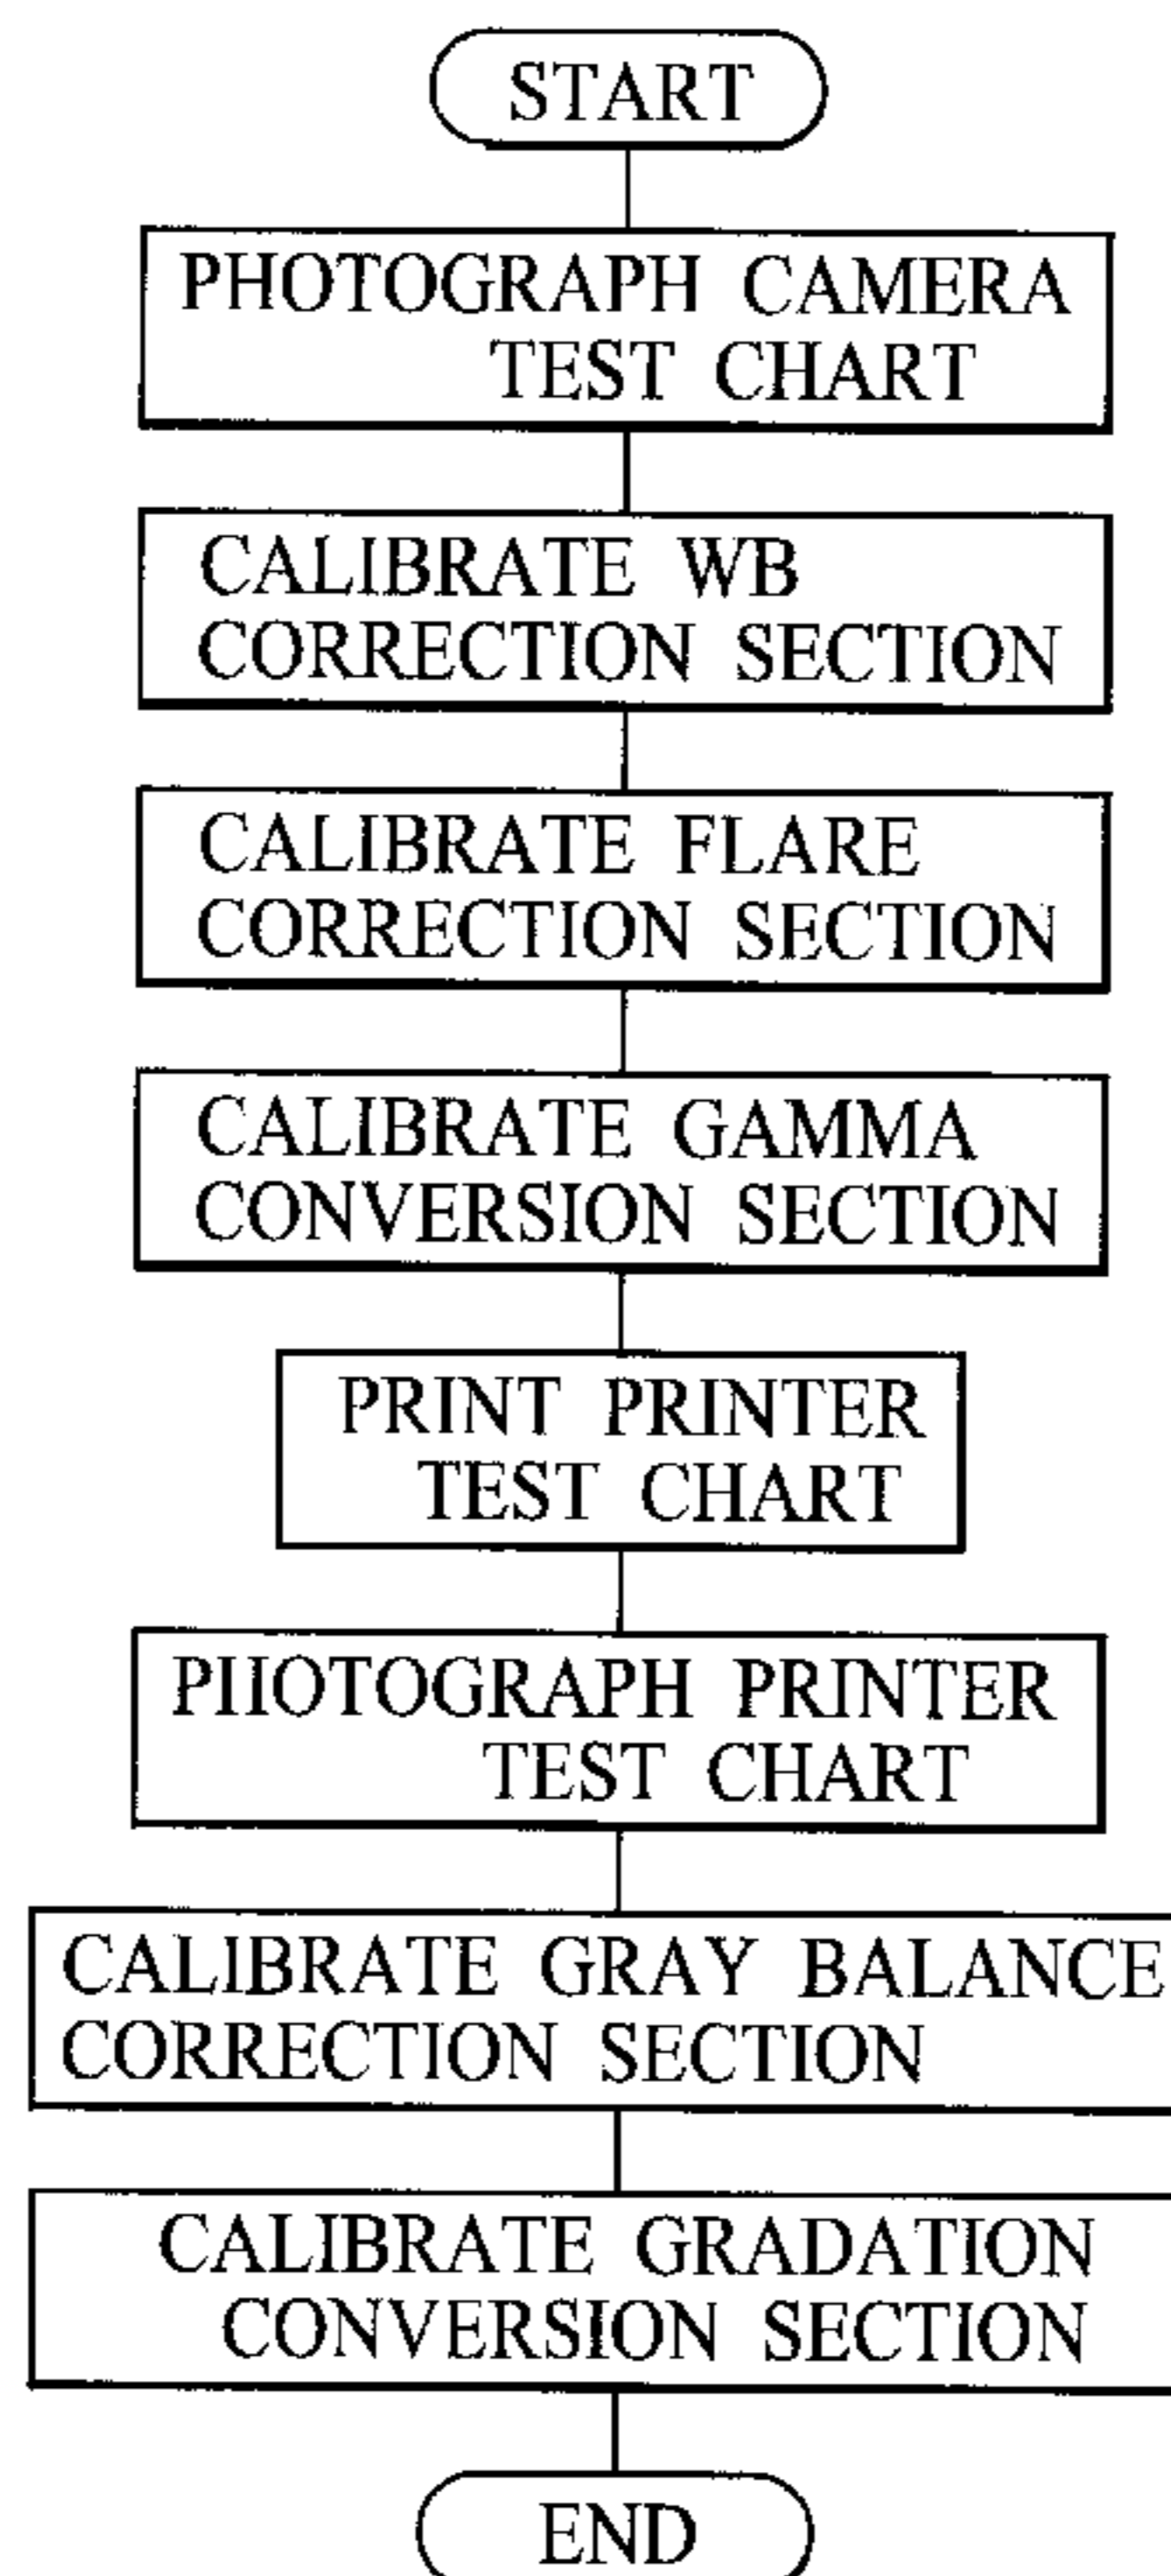 START
PHOTOGRAPH CAMERA
TEST CHART
CALIBRATE WB
CORRECTION SECTION
CALIBRATE FLARE
CORRECTION SECTION
CALIBRATE GAMMA
CONVERSION SECTION
PRINT PRINTER
TEST CHART
PHOTOGRAPH PRINTER
TEST CHART
CALIBRATE GRAY BALANCE
CORRECTION SECTION
CALIBRATE GRADATION
CONVERSION SECTION
END